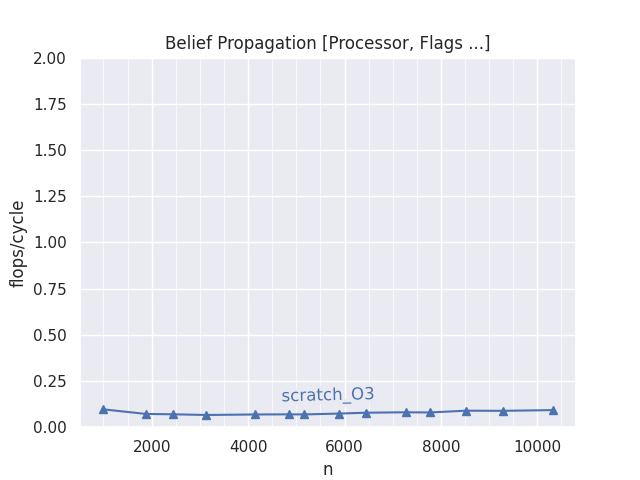 Belief Propagation [Processor, Flags ...]
2.00
1.75
1.50
1.25
1.00
0.75
0.50
0.25
0.00
flops/cycle
scratch_O3
2000 4000 6000 8000 10000
n